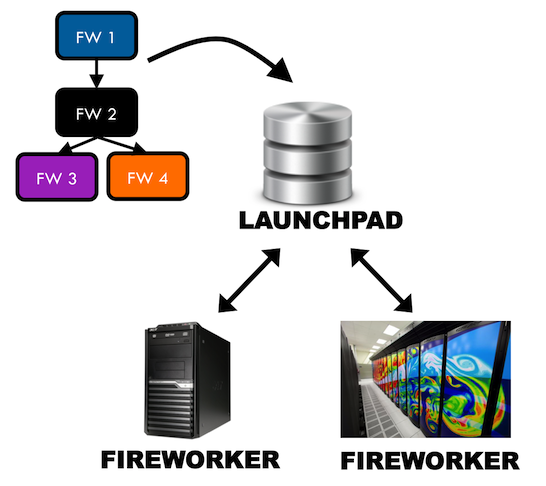 FW 1
FW 2
FW 3
FW 4
LAUNCHPAD
FIREWORKER
FIREWORKER